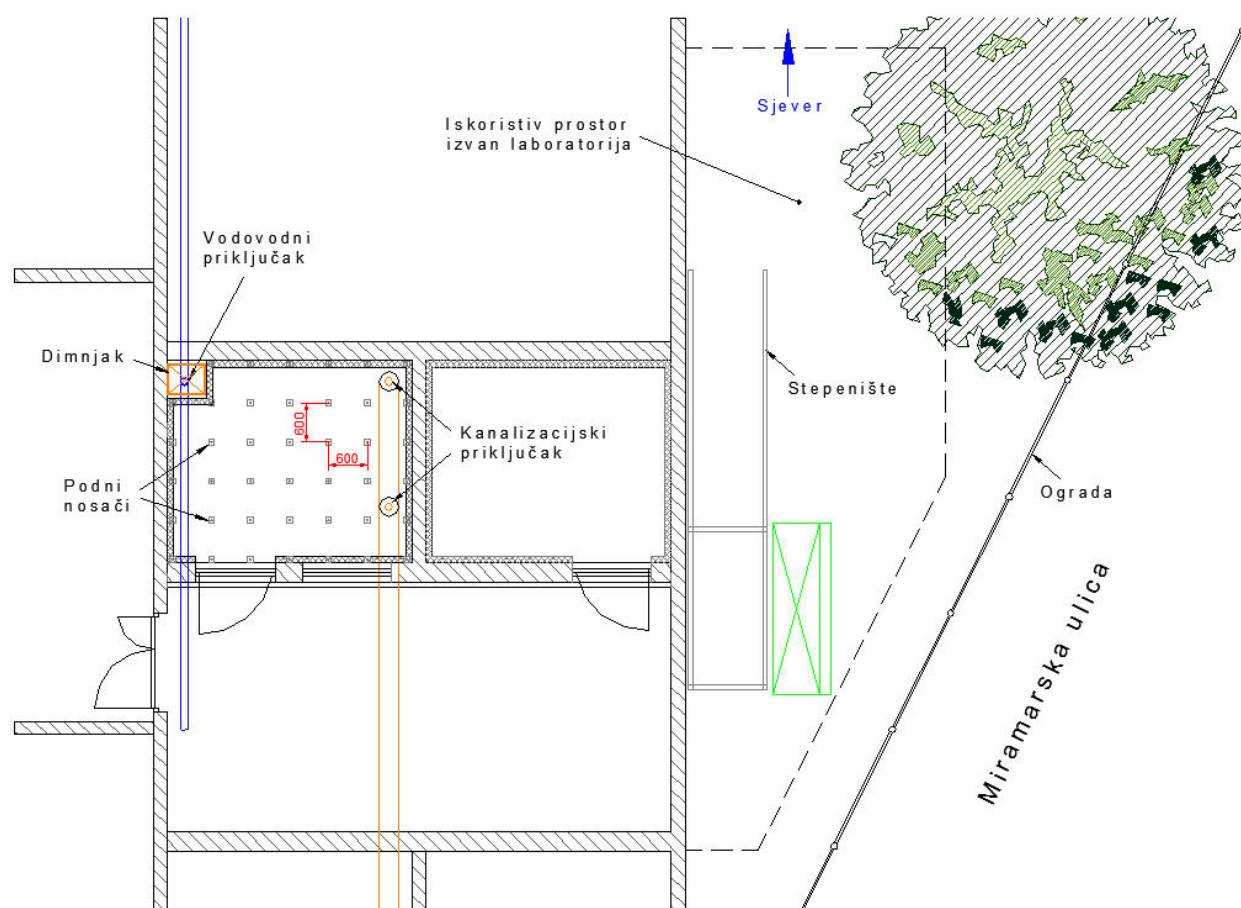 Sjever
Iskoristiv prostor
izvan laboratorija
Vodovodni
priključak
Dimnjak
Stepenište
600
600
Kanalizacijski
priključak
Podni
nosači
Ograda
Miramarska ulica